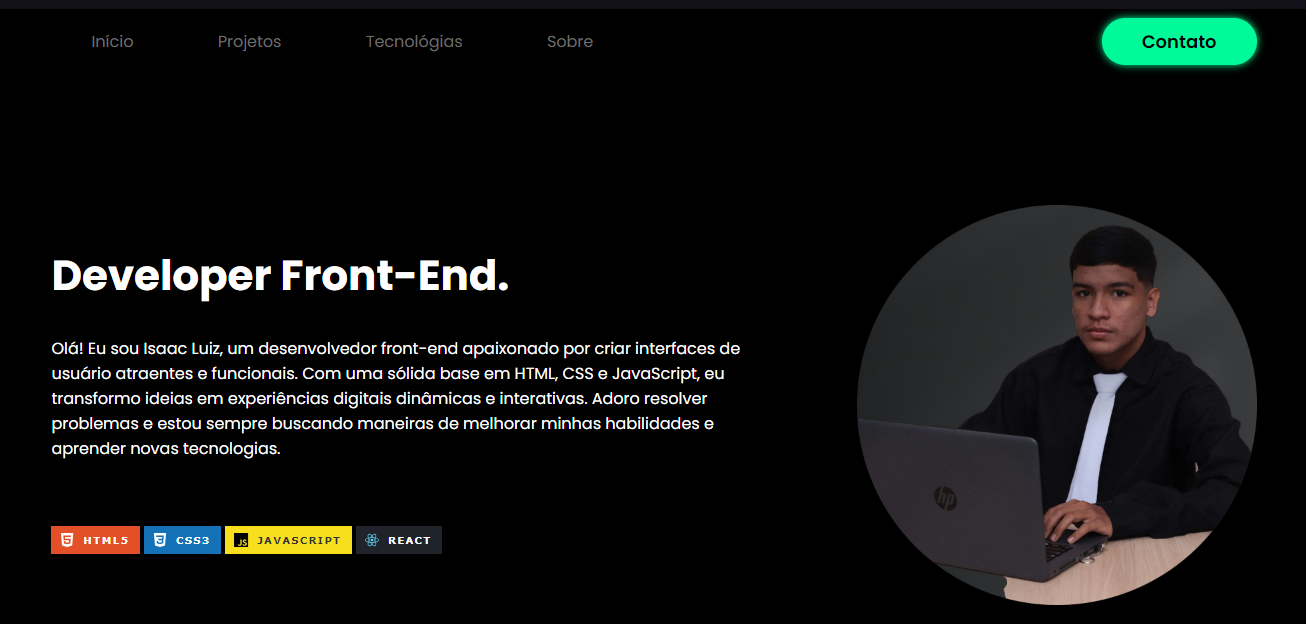 Início Projetos Tecnológias Sobre Contato
Developer Front-End.
Olá! Eu sou Isaac Luiz, um desenvolvedor front-end apaixonado por criar interfaces de
usuário atraentes e funcionais. Com uma sólida base em HTML, CSS e JavaScript, eu
transformo ideias em experiências digitais dinâmicas e interativas. Adoro resolver
problemas e estou sempre buscando maneiras de melhorar minhas habilidades e
aprender novas tecnologias.
hp
HTML5 CSS3 JS JAVASCRIPT REACT